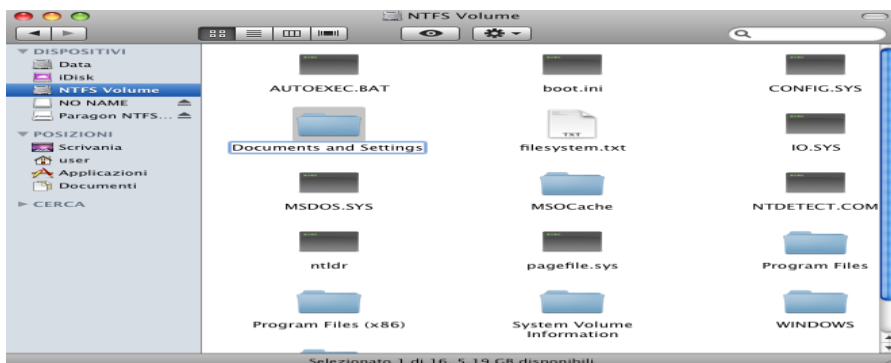 NTFS Volume
DISPOSITIVI
Data
iDisk
NTFS Volume
NO NAME
Paragon NTFS...
POSIZIONI
Scrivania
user
Applicazioni
Documenti
CERCA
AUTOEXEC.BAT
boot.ini
CONFIG.SYS
Documents and Settings
TXT
filesystem.txt
IO.SYS
MSDOS.SYS
MSOCache
NTDETECT.COM
ntldr
pagefile.sys
Program Files
Program Files (x86)
System Volume
Information
WINDOWS
Selezionato 1 di 16, 5,19 GB disponibili